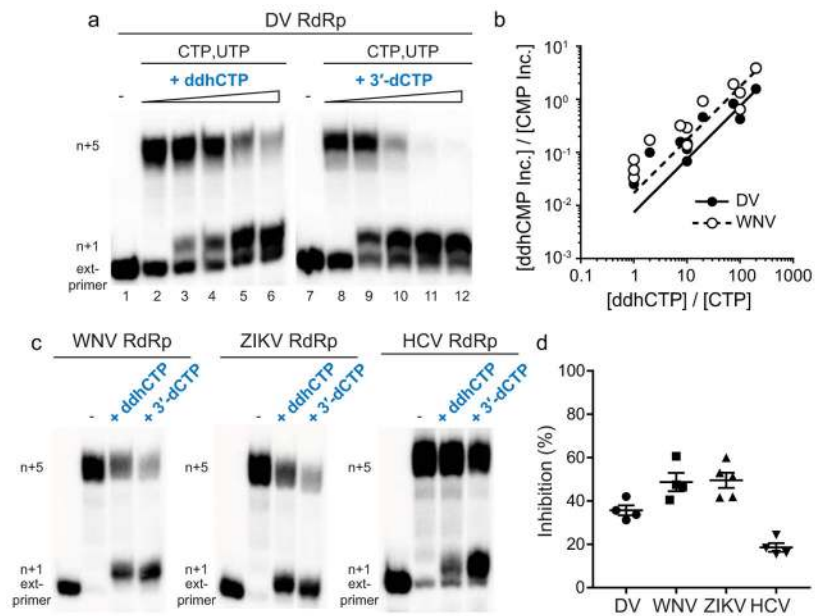 a
DV RdRp
CTP,UTP
+ ddhCTP
CTP,UTP
+ 3′-dCTP
-
-
n+5
n+1
ext-
primer
1 2 3 4 5 6 7 8 9 10 11 12
b
[ddhCMP Inc.] / [CMP Inc.]
10¹
10⁰
10⁻¹
10⁻²
10⁻³
DV
WNV
0.1 1 10 100 1000
[ddhCTP] / [CTP]
c
WNV RdRp
- + ddhCTP + 3′-dCTP
n+5
n+1
ext-
primer
ZIKV RdRp
- + ddhCTP + 3′-dCTP
n+5
n+1
ext-
primer
HCV RdRp
- + ddhCTP + 3′-dCTP
n+5
n+1
ext-
primer
d
Inhibition (%)
100
80
60
40
20
0
DV WNV ZIKV HCV